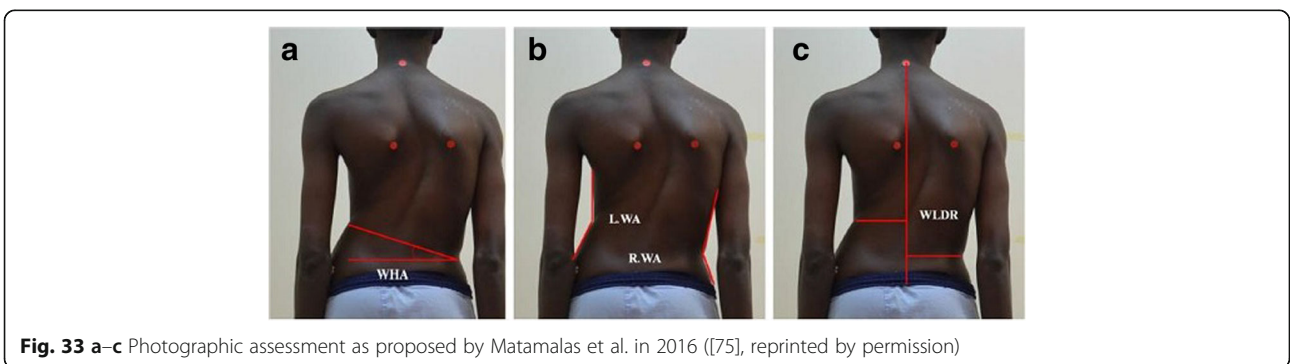 a
b
c
L.WA
WLDR
R.WA
WHA
Fig. 33 a–c Photographic assessment as proposed by Matamalas et al. in 2016 ([75], reprinted by permission)